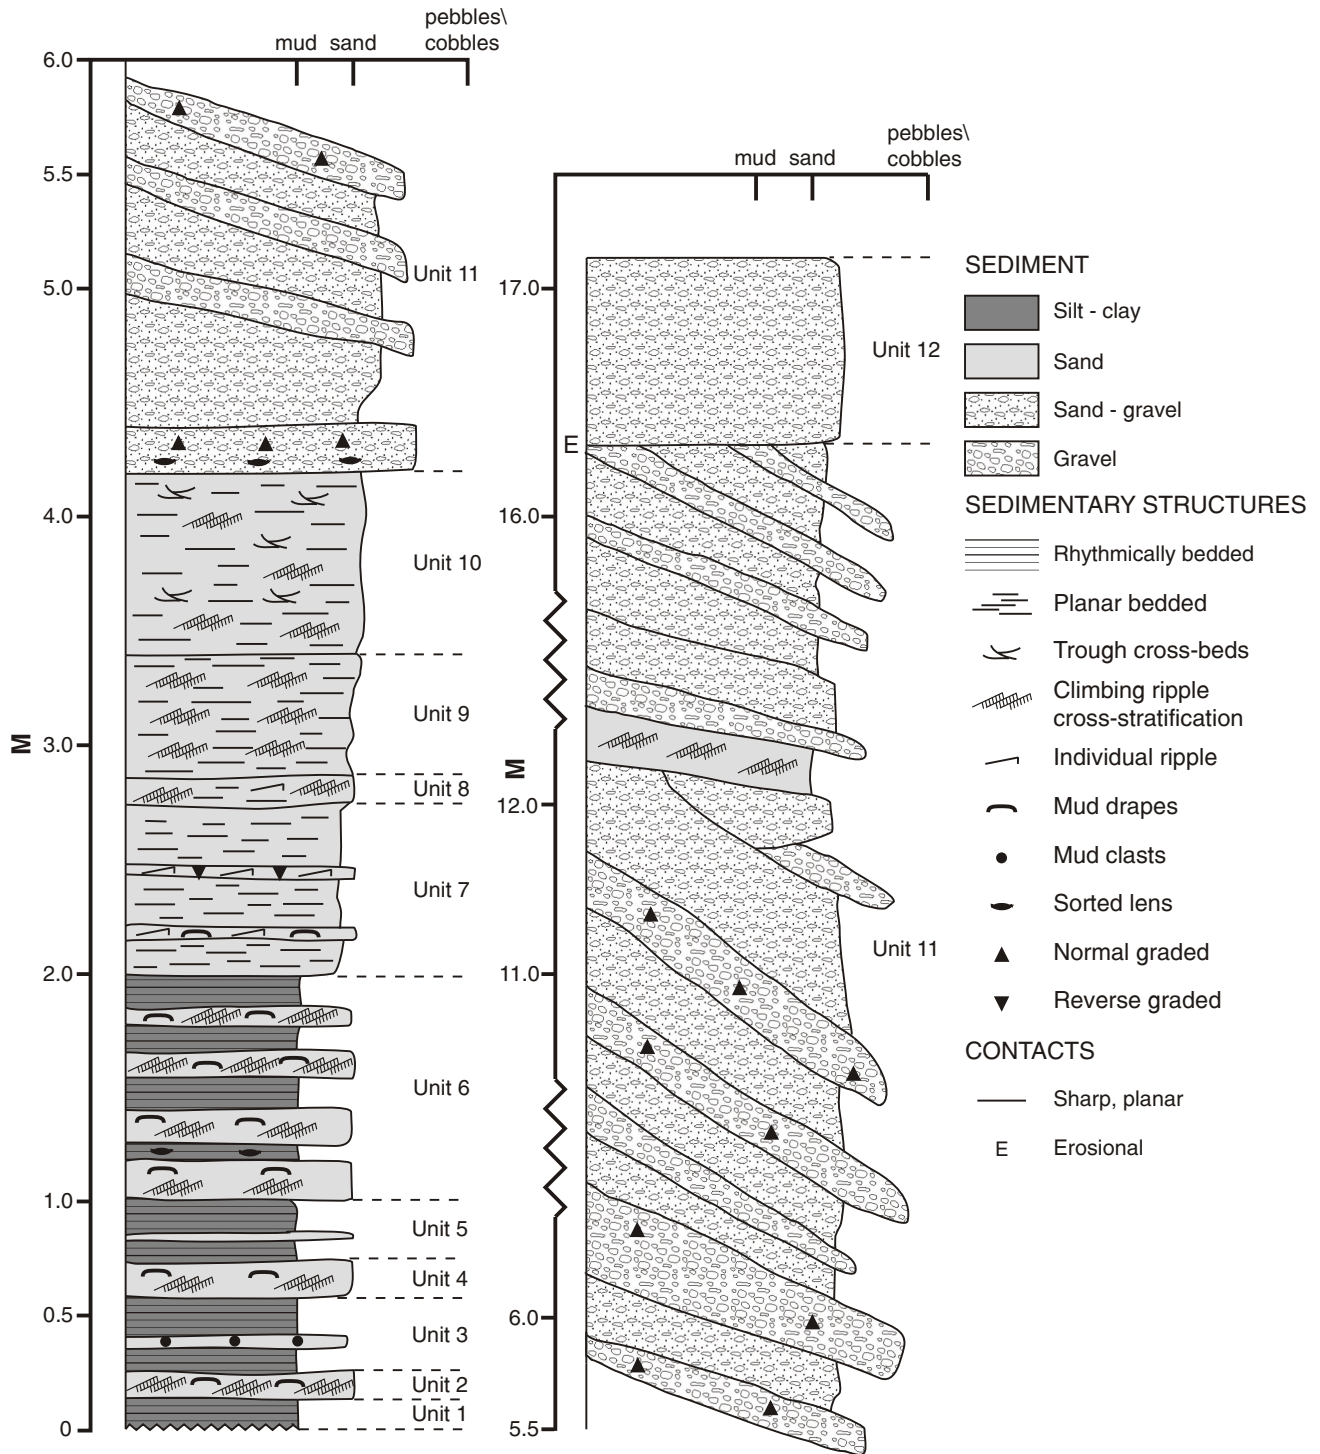 pebbles\
mud sand cobbles
6.0
5.5
5.0
4.0
M 3.0
2.0
1.0
0.5
0
Unit 11
Unit 10
Unit 9
Unit 8
Unit 7
Unit 6
Unit 5
Unit 4
Unit 3
Unit 2
Unit 1
pebbles\
mud sand cobbles
17.0
E
16.0
M
12.0
11.0
6.0
5.5
Unit 12
Unit 11
SEDIMENT
Silt - clay
Sand
Sand - gravel
Gravel
SEDIMENTARY STRUCTURES
Rhythmically bedded
Planar bedded
Trough cross-beds
Climbing ripple
cross-stratification
Individual ripple
Mud drapes
Mud clasts
Sorted lens
Normal graded
Reverse graded
CONTACTS
Sharp, planar
E Erosional